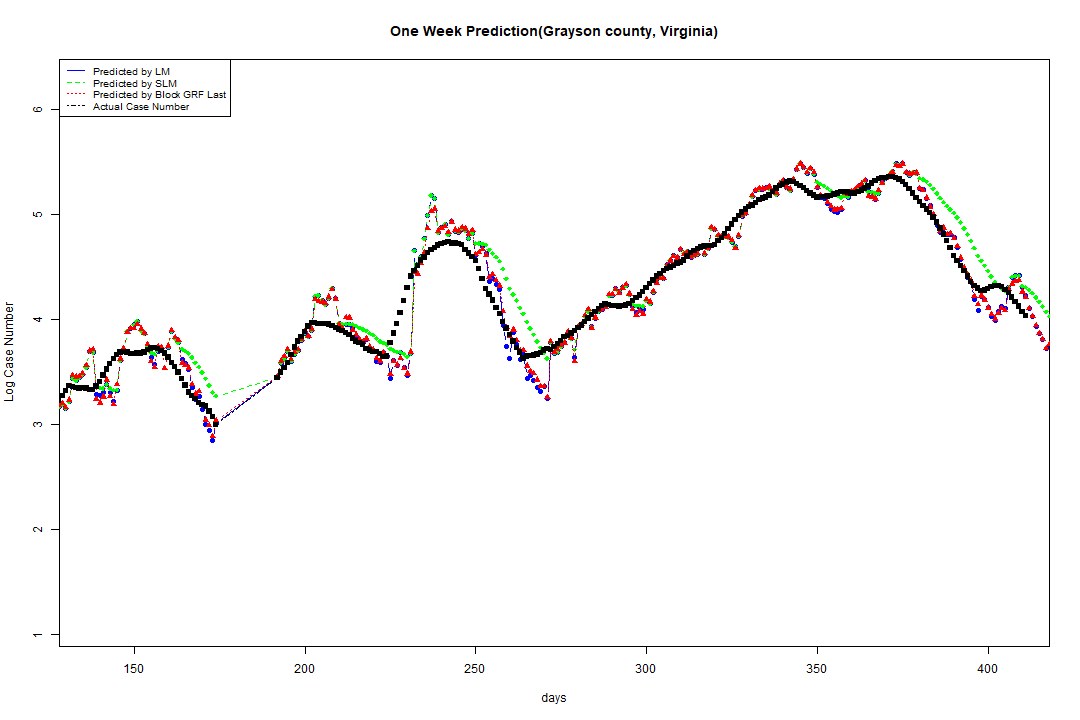 One Week Prediction(Grayson county, Virginia)
Predicted by LM
Predicted by SLM
Predicted by Block GRF Last
Actual Case Number
6
5
4
3
2
1
Log Case Number
150 200 250 300 350 400
days